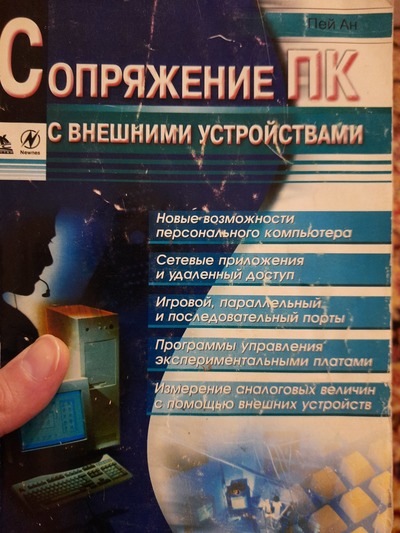 Пей Ан
СОПРЯЖЕНИЕ ПК
С ВНЕШНИМИ УСТРОЙСТВАМИ
Newnes
Новые возможности
персонального компьютера
Сетевые приложения
и удаленный доступ
Игровой, параллельный
и последовательный порты
Программы управления
экспериментальными платами
Измерение аналоговых величин
с помощью внешних устройств